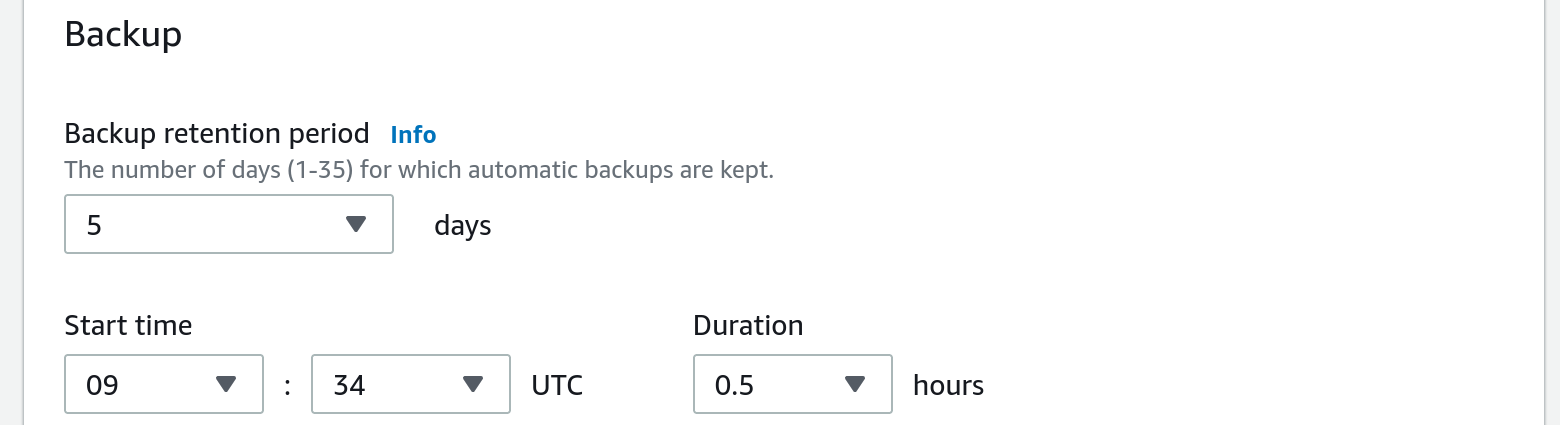 Backup
Backup retention period Info
The number of days (1-35) for which automatic backups are kept.
5 days
Start time Duration
09 : 34 UTC 0.5 hours